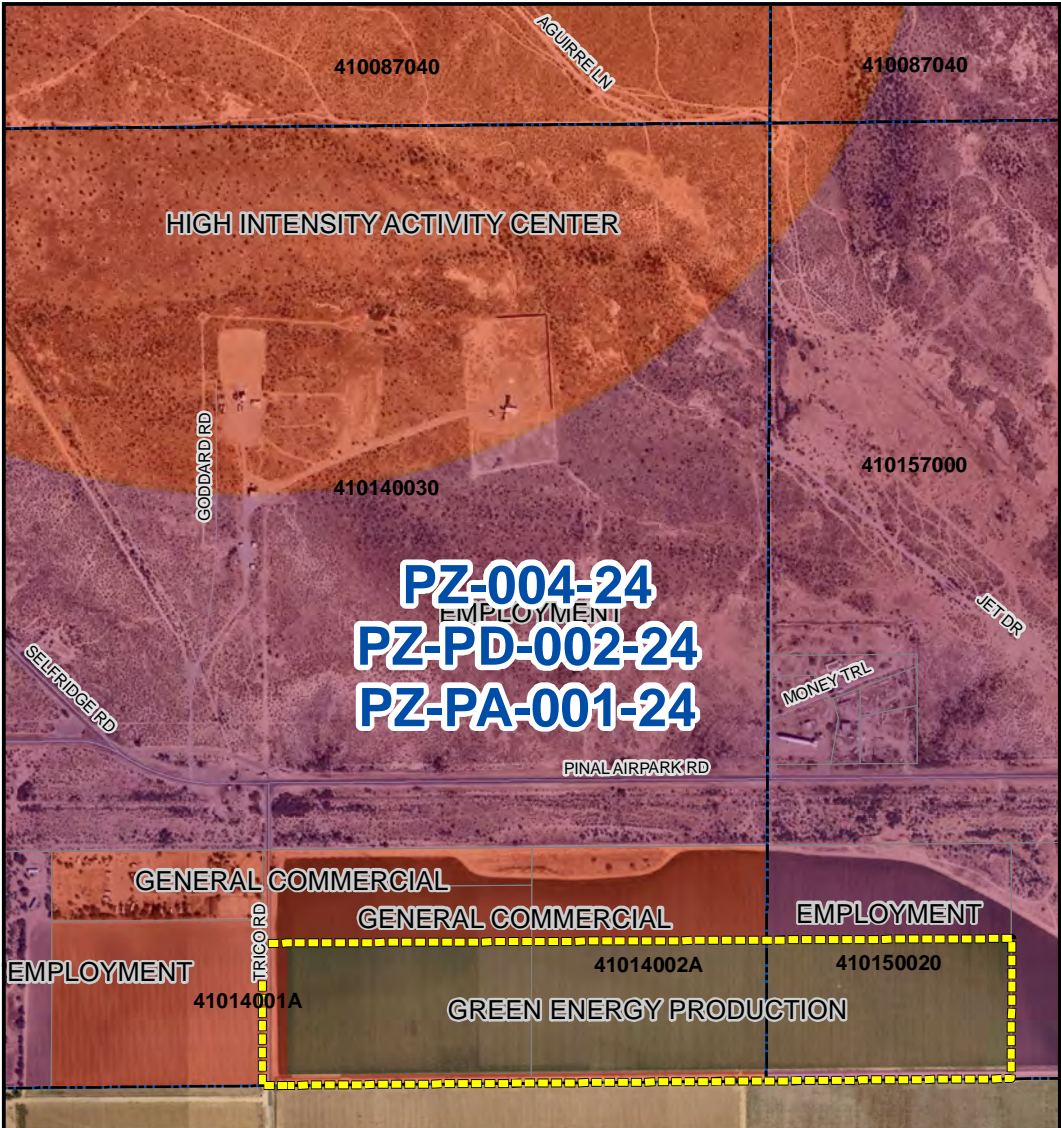 AGUIRRE LN
410087040
410087040
HIGH INTENSITY ACTIVITY CENTER
GODDARD RD
410157000
410140030
PZ-004-24
EMPLOYMENT
JET DR
PZ-PD-002-24
SELFRIDGE RD
MONEY TRL
PZ-PA-001-24
PINAL AIRPARK RD
GENERAL COMMERCIAL
GENERAL COMMERCIAL
EMPLOYMENT
TRICO RD
EMPLOYMENT
41014002A
410150020
41014001A
GREEN ENERGY PRODUCTION